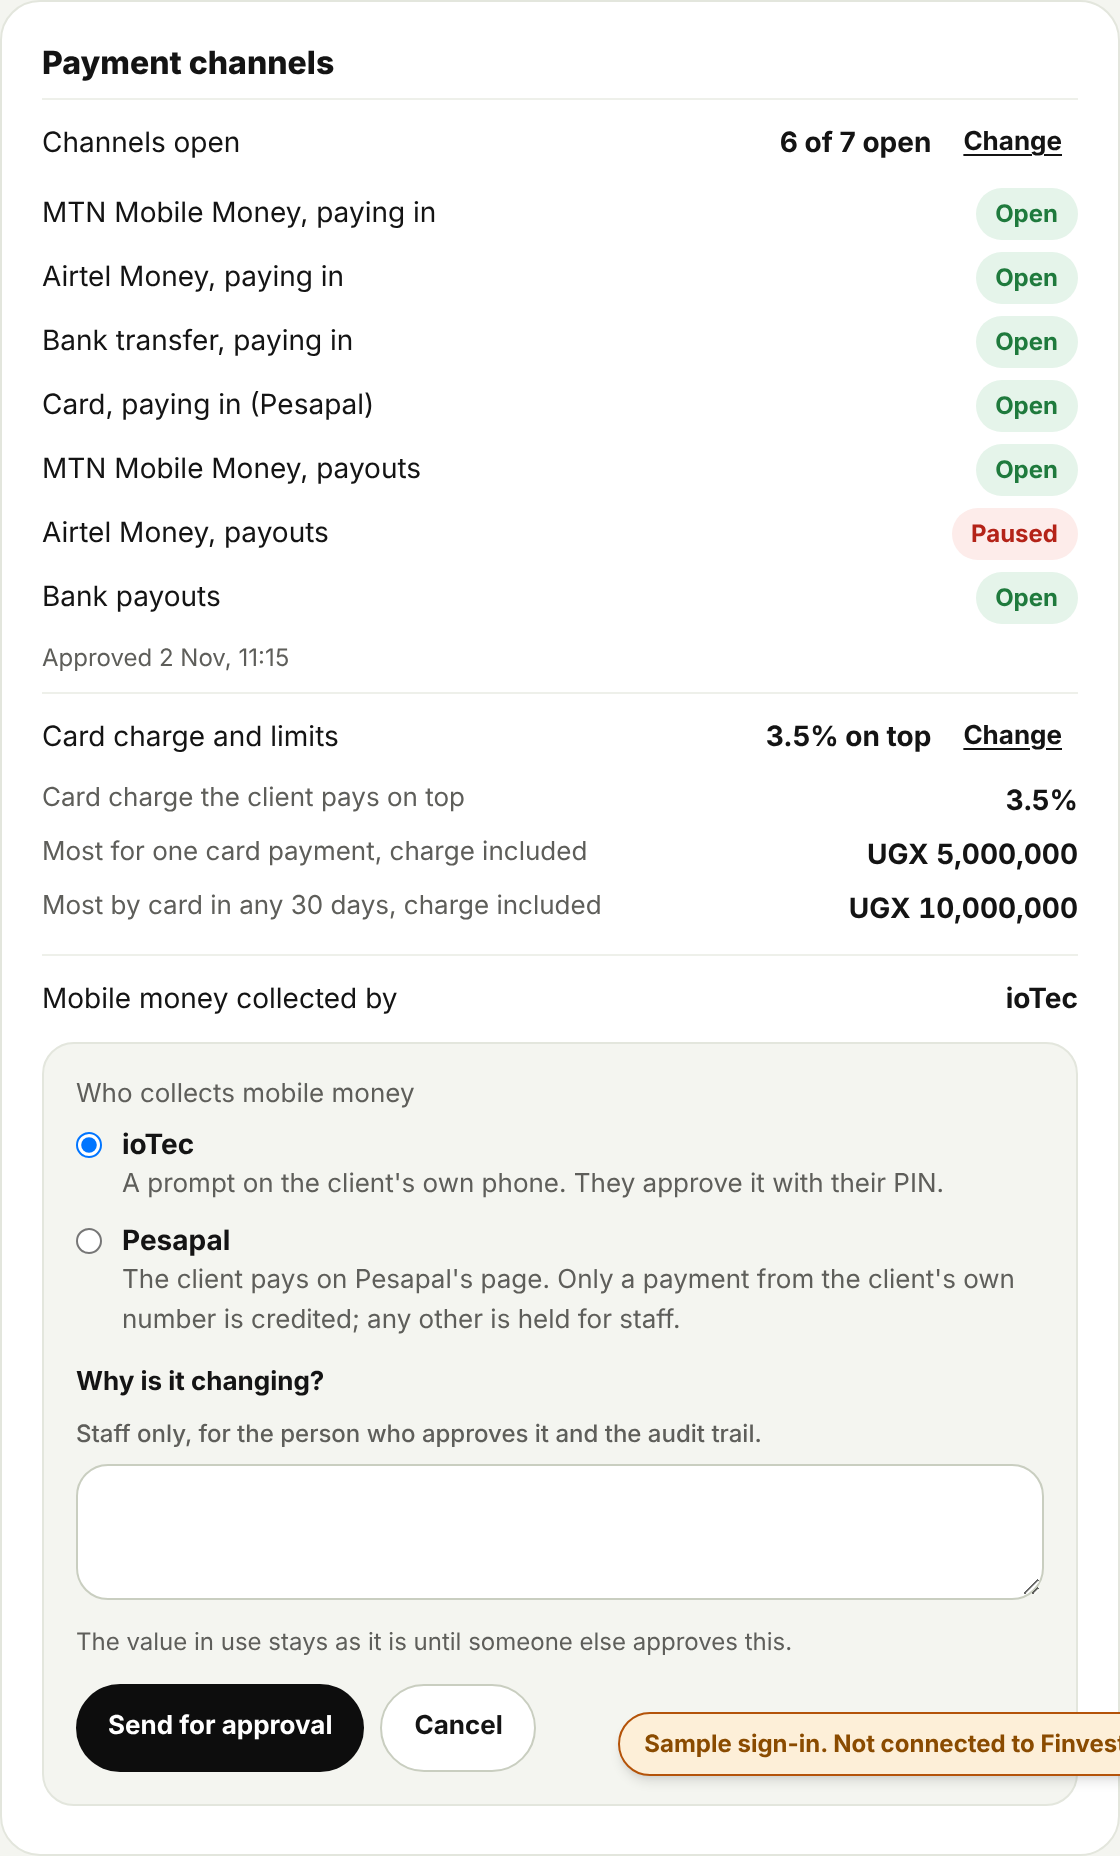 Payment channels
Channels open 6 of 7 open Change
MTN Mobile Money, paying in Open
Airtel Money, paying in Open
Bank transfer, paying in Open
Card, paying in (Pesapal) Open
MTN Mobile Money, payouts Open
Airtel Money, payouts Paused
Bank payouts Open
Approved 2 Nov, 11:15
Card charge and limits 3.5% on top Change
Card charge the client pays on top 3.5%
Most for one card payment, charge included UGX 5,000,000
Most by card in any 30 days, charge included UGX 10,000,000
Mobile money collected by ioTec
Who collects mobile money
ioTec
A prompt on the client's own phone. They approve it with their PIN.
Pesapal
The client pays on Pesapal's page. Only a payment from the client's own
number is credited; any other is held for staff.
Why is it changing?
Staff only, for the person who approves it and the audit trail.
The value in use stays as it is until someone else approves this.
Send for approval Cancel
Sample sign-in. Not connected to